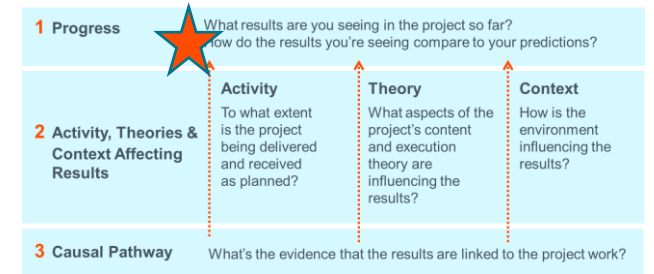 1 Progress
What results are you seeing in the project so far?
How do the results you're seeing compare to your predictions?
2 Activity, Theories &
Context Affecting
Results
Activity
To what extent
is the project
being delivered
and received
as planned?
Theory
What aspects of the
project's content
and execution
theory are
influencing the
results?
Context
How is the
environment
influencing the
results?
3 Causal Pathway
What's the evidence that the results are linked to the project work?